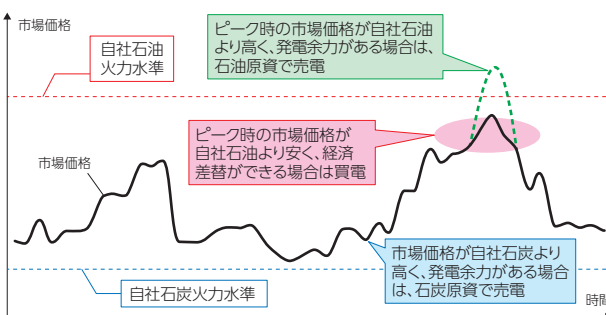 市場価格
自社石油
火力水準
ピーク時の市場価格が自社石油
より高く、発電余力がある場合は、
石油原資で売電
ピーク時の市場価格が
自社石油より安く、経済
差替ができる場合は買電
市場価格
市場価格が自社石炭より
高く、発電余力がある場合
は、石炭原資で売電
自社石炭火力水準
時間